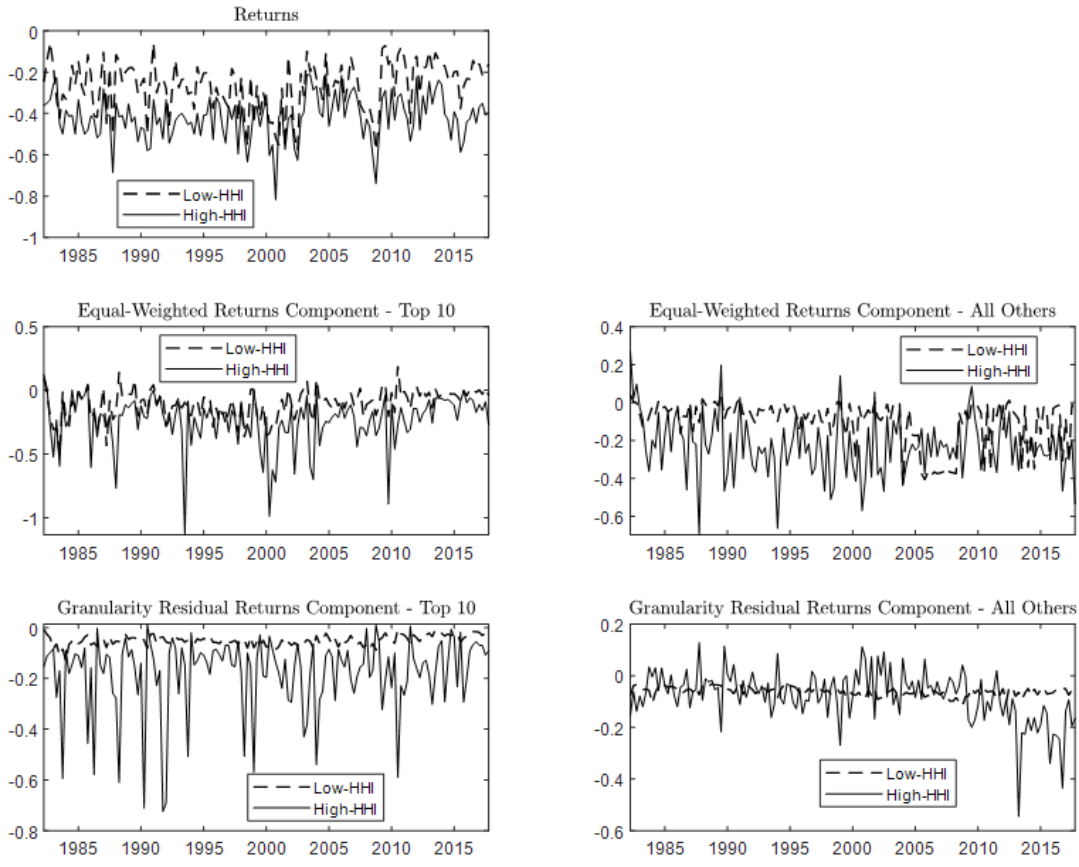 Returns
0
-0.2
-0.4
-0.6
-0.8
-1
Low-HHI
High-HHI
1985 1990 1995 2000 2005 2010 2015
Equal-Weighted Returns Component - Top 10
0.5
0
-0.5
-1
Low-HHI
High-HHI
1985 1990 1995 2000 2005 2010 2015
Equal-Weighted Returns Component - All Others
0.4
0.2
0
-0.2
-0.4
-0.6
Low-HHI
High-HHI
1985 1990 1995 2000 2005 2010 2015
Granularity Residual Returns Component - Top 10
0
-0.2
-0.4
-0.6
-0.8
Low-HHI
High-HHI
1985 1990 1995 2000 2005 2010 2015
Granularity Residual Returns Component - All Others
0.2
0
-0.2
-0.4
-0.6
Low-HHI
High-HHI
1985 1990 1995 2000 2005 2010 2015